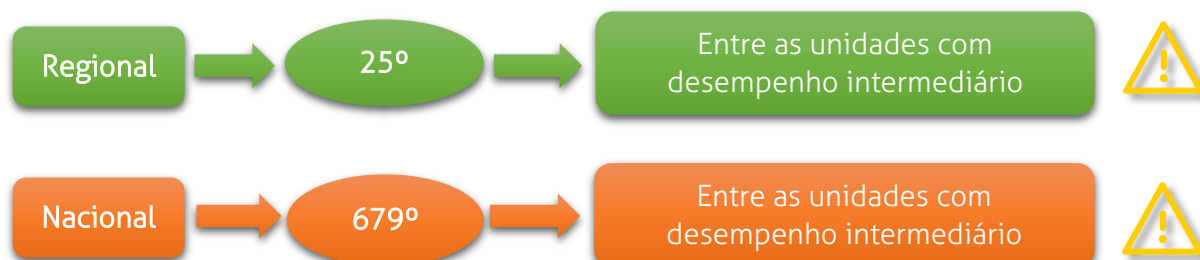 Regional
25º
Entre as unidades com
desempenho intermediário
Nacional
679º
Entre as unidades com
desempenho intermediário